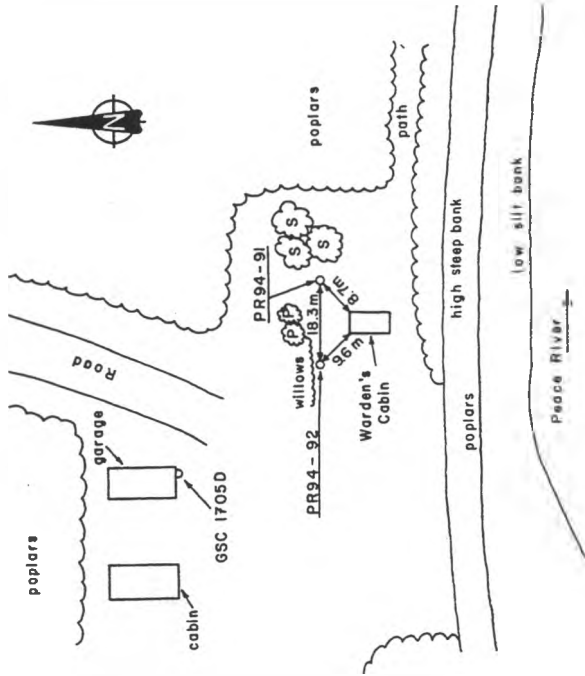 poplars
garage
cabin
GSC 1705D
Road
N
poplars
path
PR94-91
PR94-92
willows
P
P
S
S
S
18.3m
8.7m
9.6 m
Warden's
Cabin
high steep bank
poplars
low silt bank
Peace River